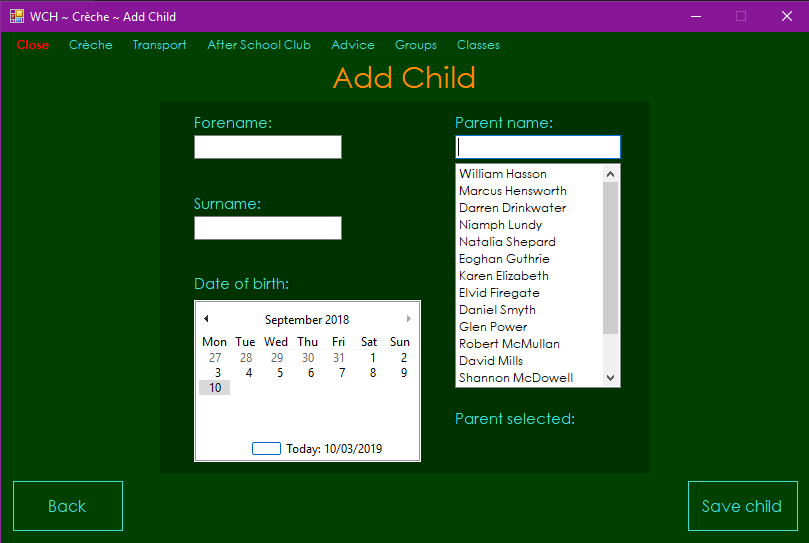 WCH ~ Crèche ~ Add Child
Close Crèche Transport After School Club Advice Groups Classes
Add Child
Forename:
Surname:
Date of birth:
September 2018
Mon Tue Wed Thu Fri Sat Sun
27 28 29 30 31 1 2
3 4 5 6 7 8 9
10
Today: 10/03/2019
Parent name:
William Hasson
Marcus Hensworth
Darren Drinkwater
Niamph Lundy
Natalia Shepard
Eoghan Guthrie
Karen Elizabeth
Elvid Firegate
Daniel Smyth
Glen Power
Robert McMullan
David Mills
Shannon McDowell
Parent selected:
Back
Save child